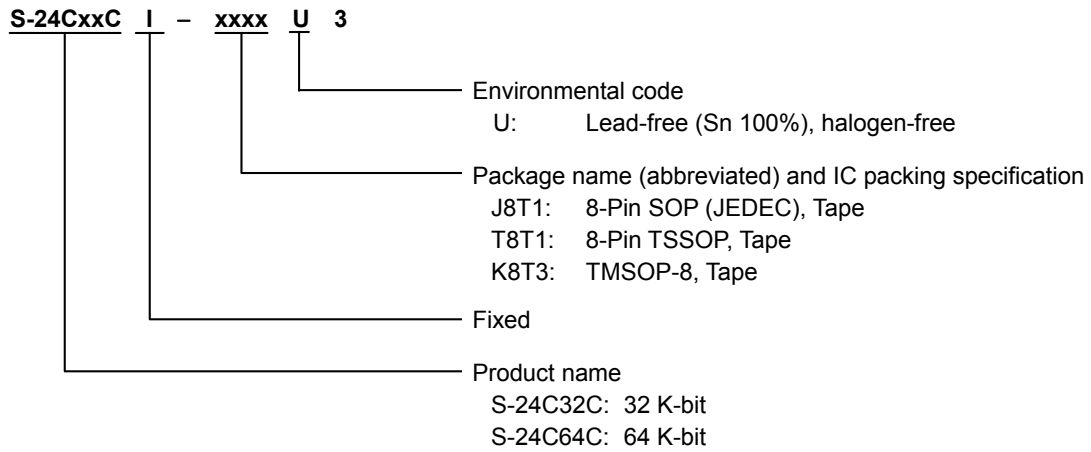 S-24CxxC I – xxxx U 3
Environmental code
U: Lead-free (Sn 100%), halogen-free
Package name (abbreviated) and IC packing specification
J8T1: 8-Pin SOP (JEDEC), Tape
T8T1: 8-Pin TSSOP, Tape
K8T3: TMSOP-8, Tape
Fixed
Product name
S-24C32C: 32 K-bit
S-24C64C: 64 K-bit